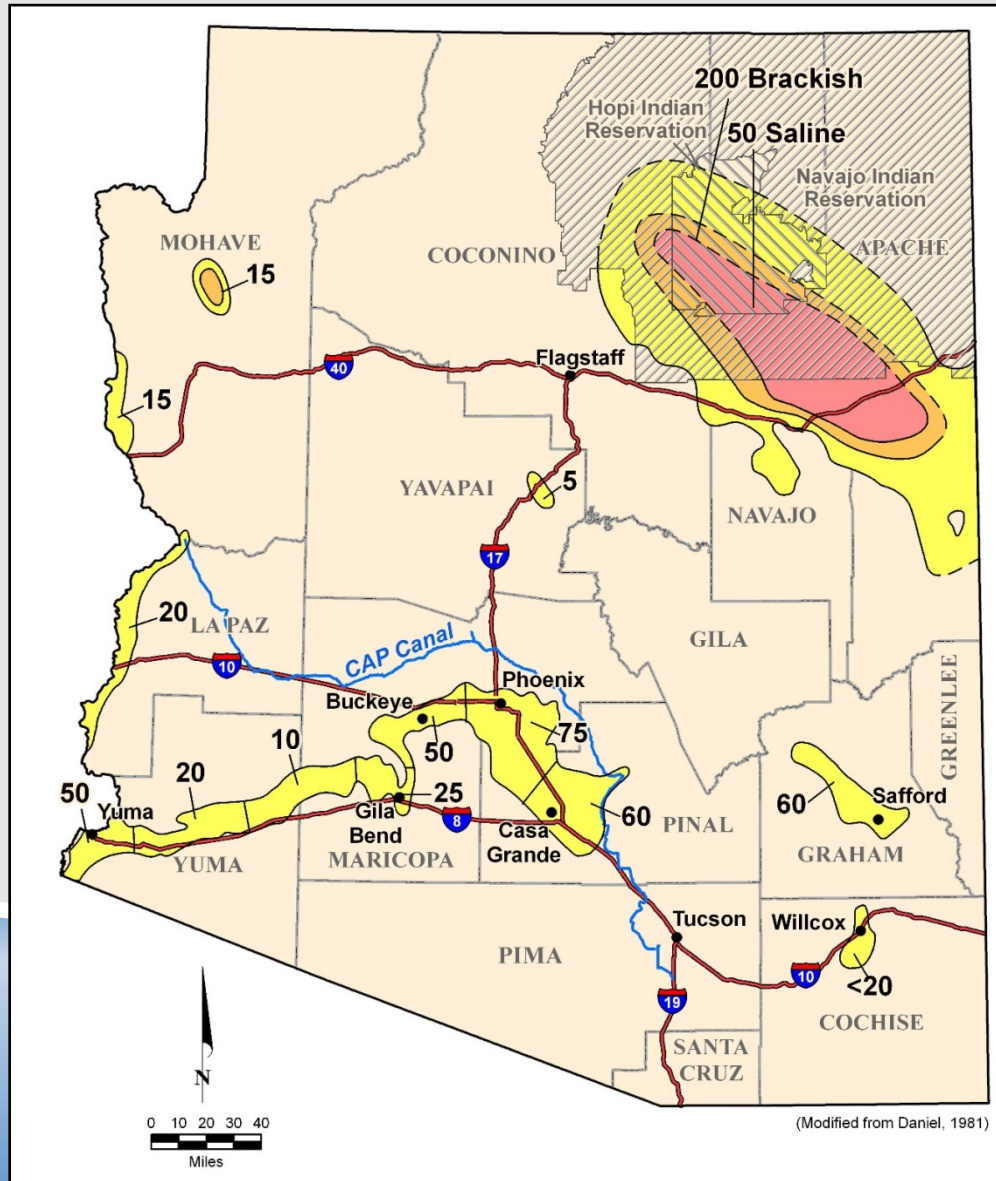 200 Brackish
Hopi Indian
Reservation
50 Saline
Navajo Indian
Reservation
MOHAVE
COCONINO
APACHE
15
Flagstaff
40
15
5
YAVAPAI
NAVAJO
17
20
LA PAZ
GILA
CAP Canal
10
Phoenix
Buckeye
GREENLEE
75
50
10
20
50
Yuma
25
Gila
Bend
8
Casa
Grande
60
PINAL
60
Safford
GRAHAM
YUMA
MARICOPA
Tucson
Willcox
PIMA
10
<20
19
COCHISE
SANTA
CRUZ
N
0 10 20 30 40
Miles
(Modified from Daniel, 1981)